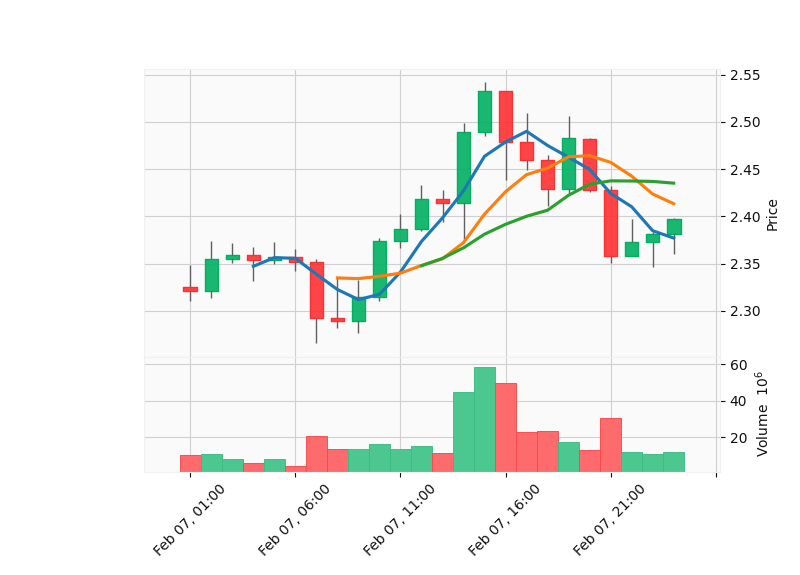 2.55
2.50
2.45
2.40
2.35
2.30
Price
60
40
20
Volume 10^6
Feb 07, 01:00
Feb 07, 06:00
Feb 07, 11:00
Feb 07, 16:00
Feb 07, 21:00